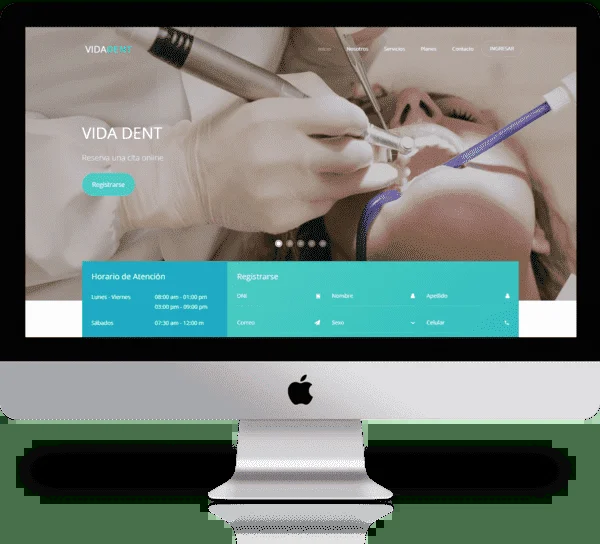 VIDADENT
Inicio Nosotros Servicios Planes Contacto INGRESAR
VIDA DENT
Reserva una cita online
Registrarse
Horario de Atención
Lunes - Viernes 08:00 am - 01:00 pm
03:00 pm - 09:00 pm
Sábados 07:30 am - 12:00 m
Registrarse
DNI Nombre Apellido
Correo Sexo Celular